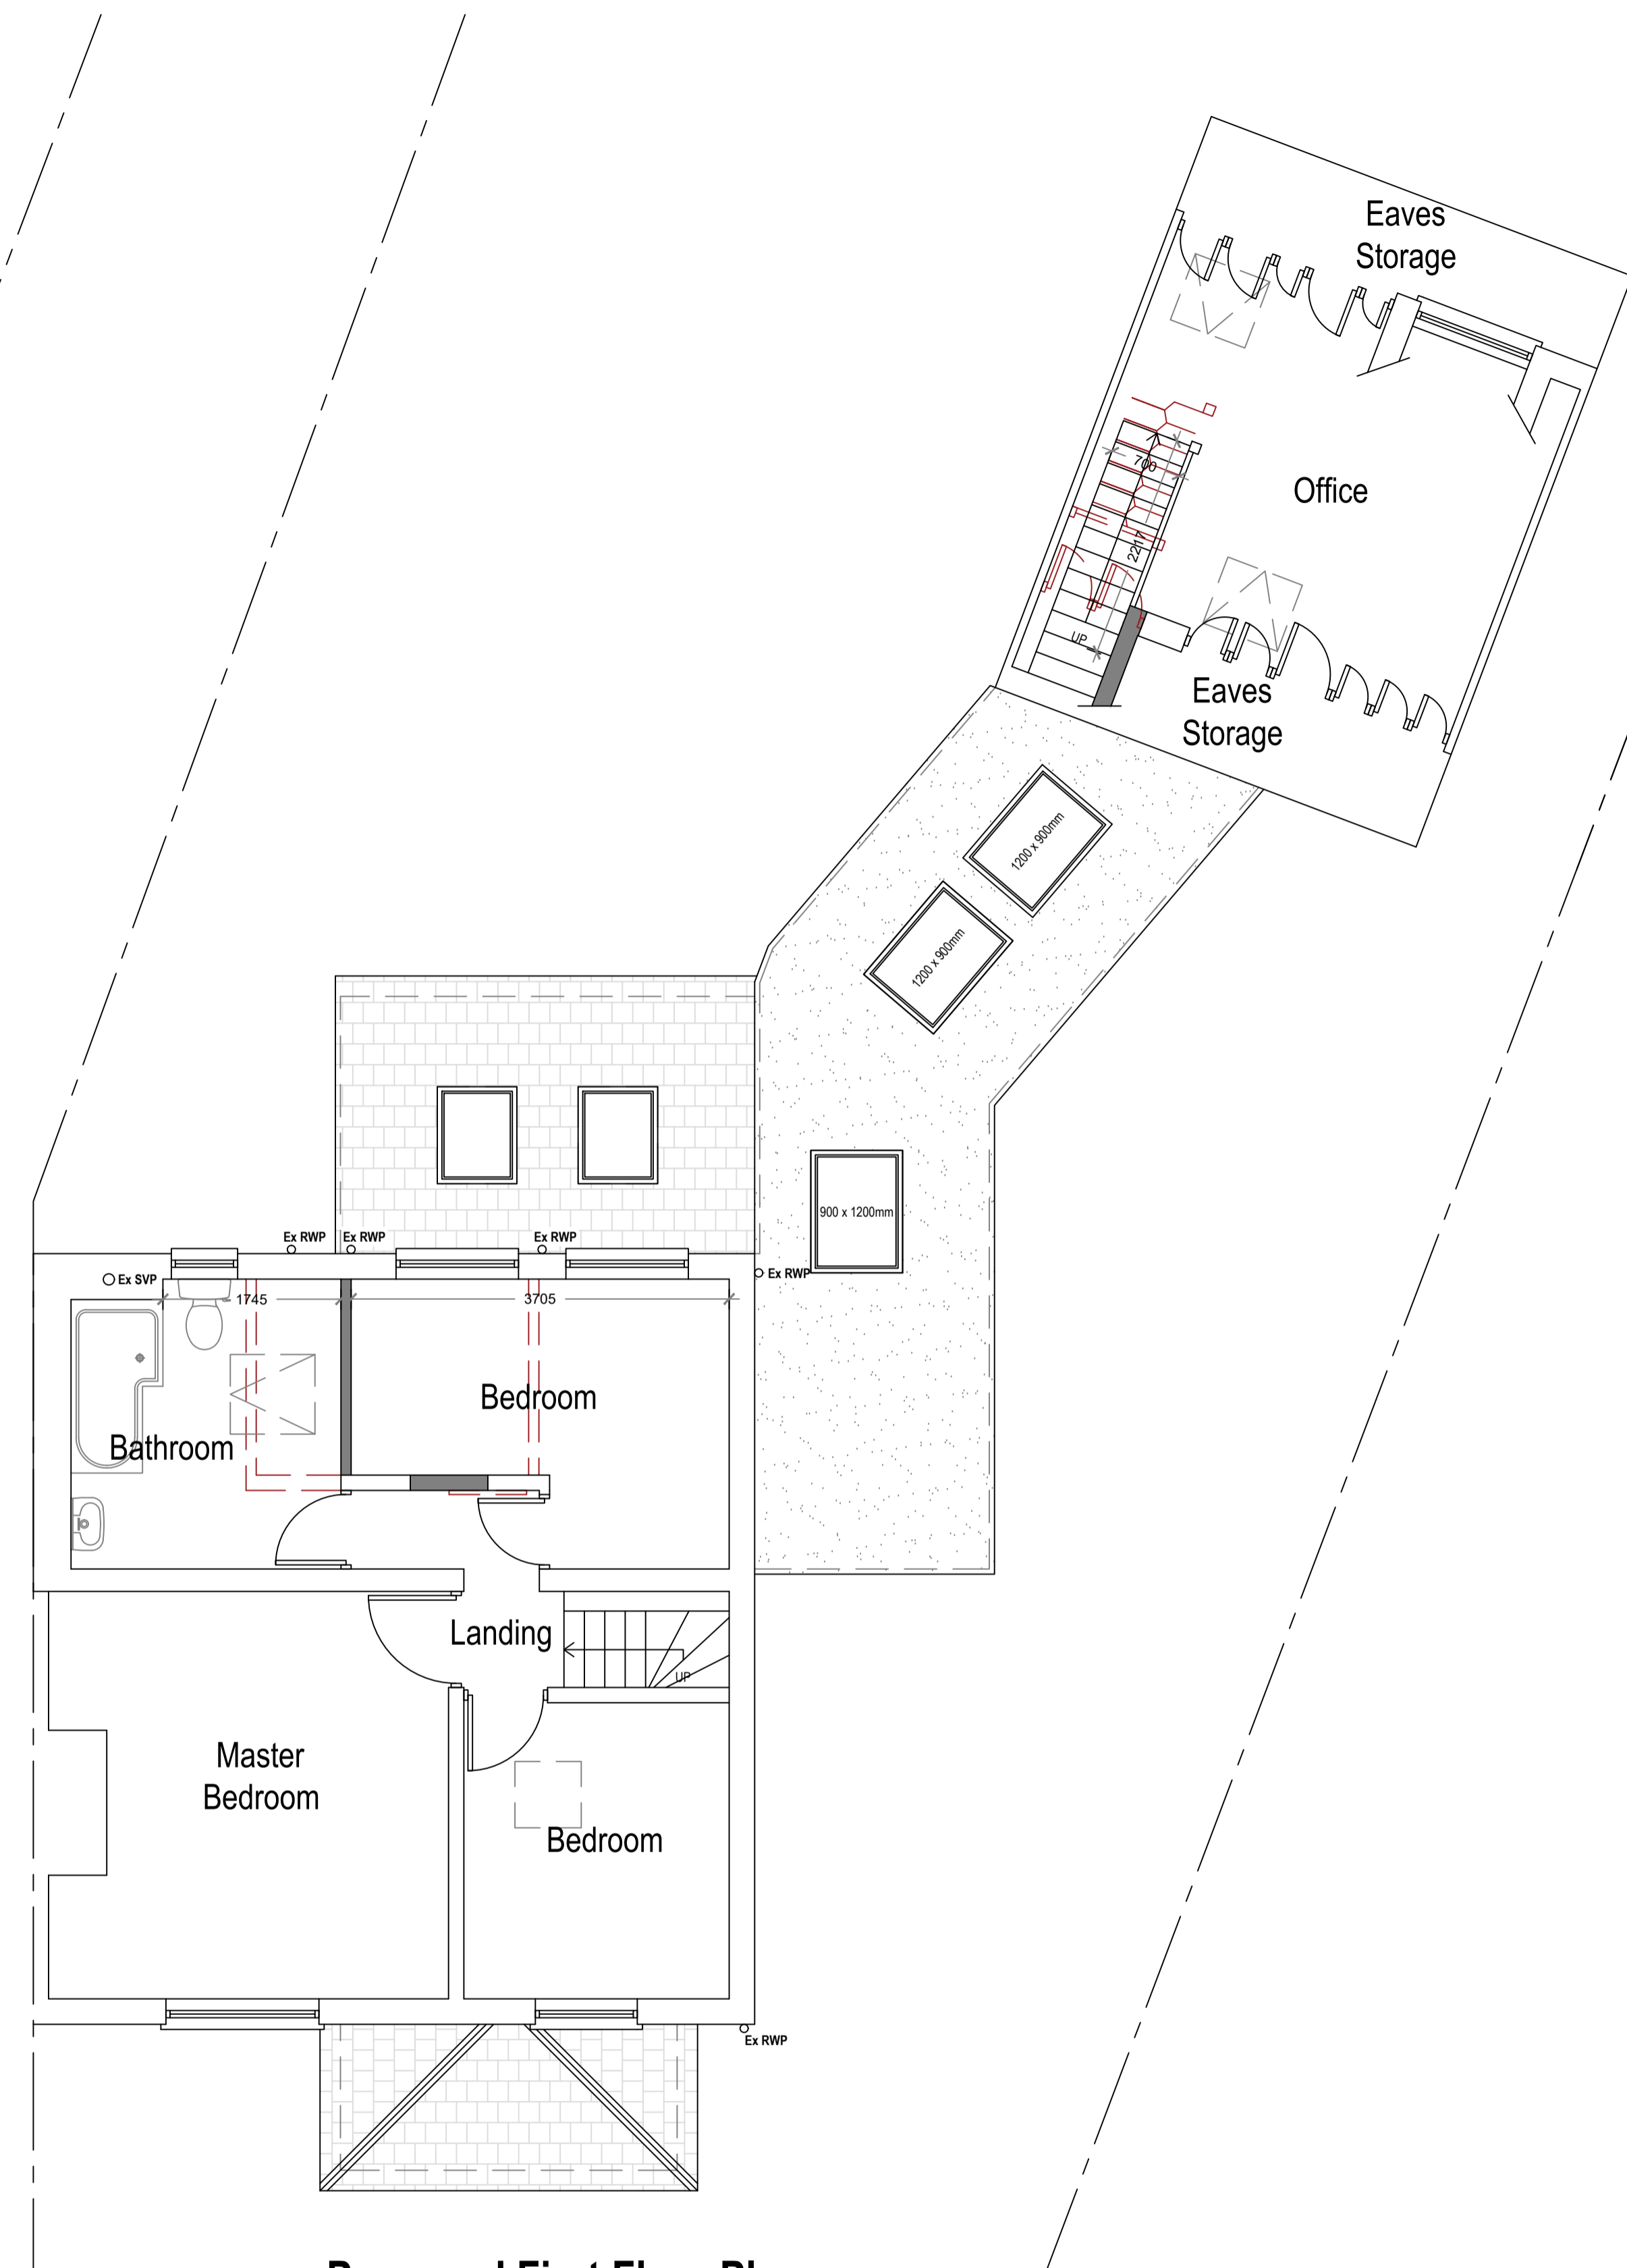 Eaves
Storage
Office
700
2217
UP
Eaves
Storage
1200 x 900mm
1200 x 900mm
900 x 1200mm
Ex RWP
Ex RWP
Ex RWP
Ex RWP
Ex SVP
1745
3705
Bedroom
Bathroom
Landing
UP
Master
Bedroom
Bedroom
Ex RWP